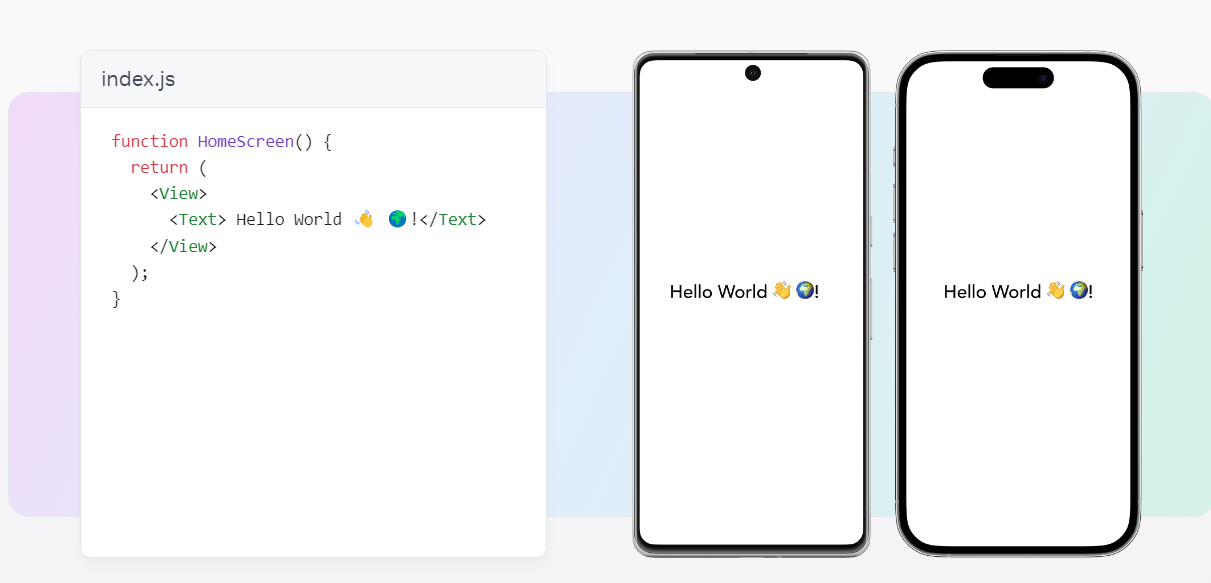 index.js
function HomeScreen() {
  return (
    <View>
      <Text> Hello World 👋 🌍!</Text>
    </View>
  );
}
Hello World 👋 🌍!
Hello World 👋 🌍!